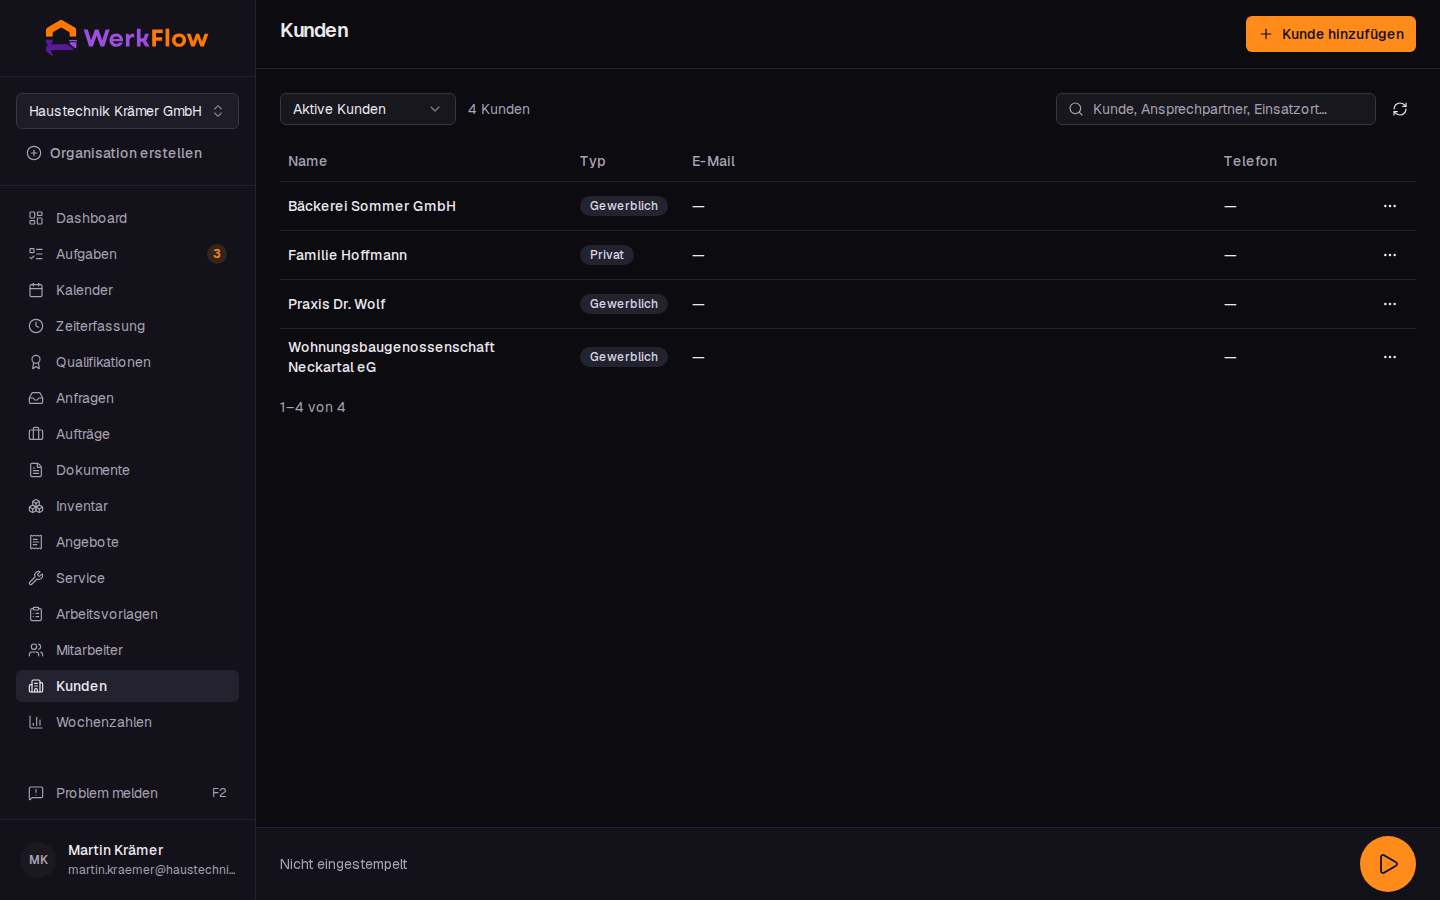 WerkFlow
Haustechnik Krämer GmbH
Organisation erstellen
Dashboard
Aufgaben 3
Kalender
Zeiterfassung
Qualifikationen
Anfragen
Aufträge
Dokumente
Inventar
Angebote
Service
Arbeitsvorlagen
Mitarbeiter
Kunden
Wochenzahlen
Problem melden F2
MK
Martin Krämer
martin.kraemer@haustechni…
Kunden
Kunde hinzufügen
Aktive Kunden
4 Kunden
Kunde, Ansprechpartner, Einsatzort…
Name Typ E-Mail Telefon
Bäckerei Sommer GmbH Gewerblich — —
Familie Hoffmann Privat — —
Praxis Dr. Wolf Gewerblich — —
Wohnungsbaugenossenschaft
Neckartal eG Gewerblich — —
1–4 von 4
Nicht eingestempelt